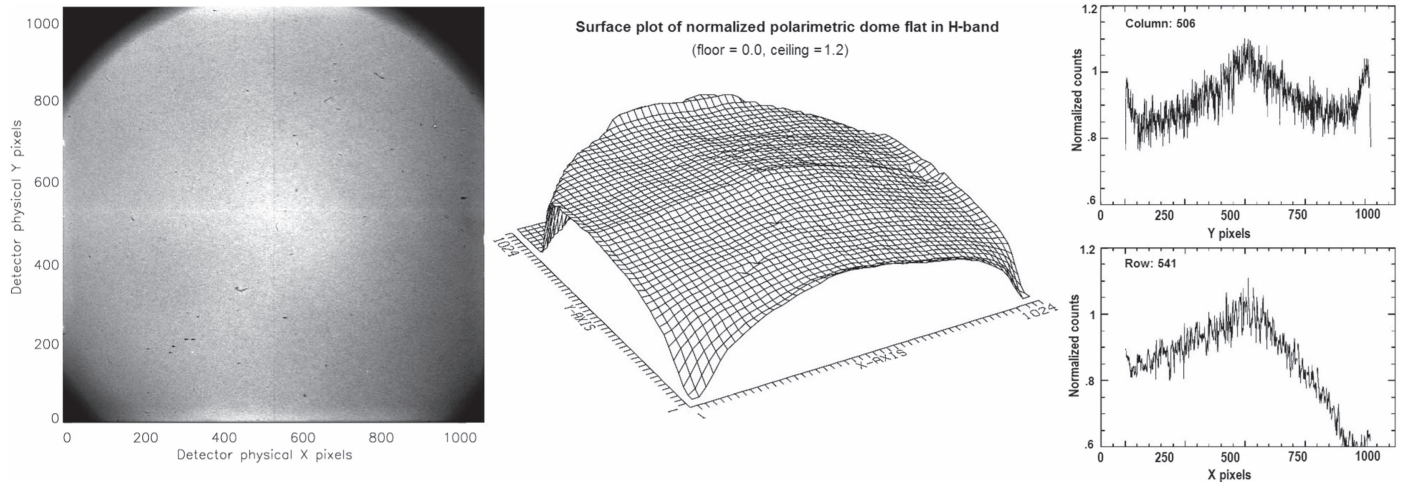 1000
800
600
400
200
0
0 200 400 600 800 1000
Detector physical X pixels
Detector physical Y pixels
Surface plot of normalized polarimetric dome flat in H-band
(floor = 0.0, ceiling =1.2)
1024
Y-AXIS
1
1
X-AXIS
1024
1.2
Column: 506
1
.8
.6
Normalized counts
0 250 500 750 1000
Y pixels
1.2
Row: 541
1
.8
.6
Normalized counts
0 250 500 750 1000
X pixels